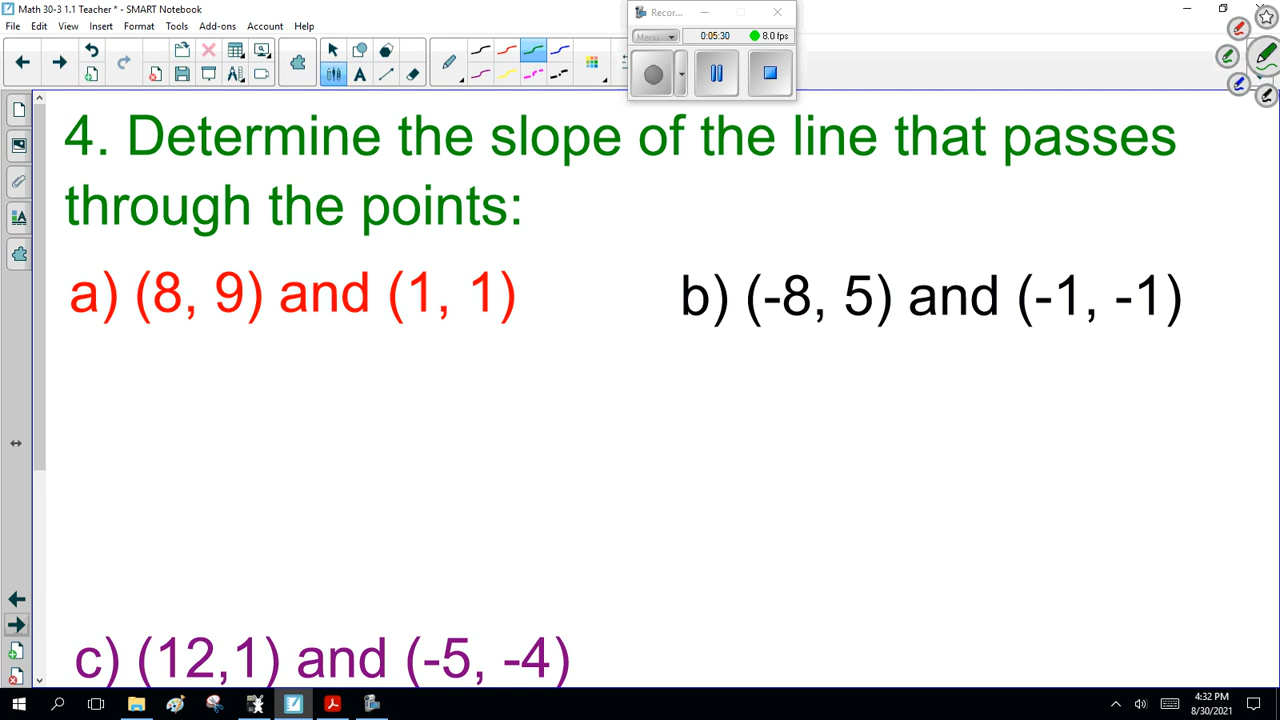 Math 30-3 1.1 Teacher * - SMART Notebook
File Edit View Insert Format Tools Add-ons Account Help
Recor...
Menu
0:05:30
8.0 fps
4. Determine the slope of the line that passes
through the points:
a) (8, 9) and (1, 1)
b) (-8, 5) and (-1, -1)
c) (12,1) and (-5, -4)
4:32 PM
8/30/2021